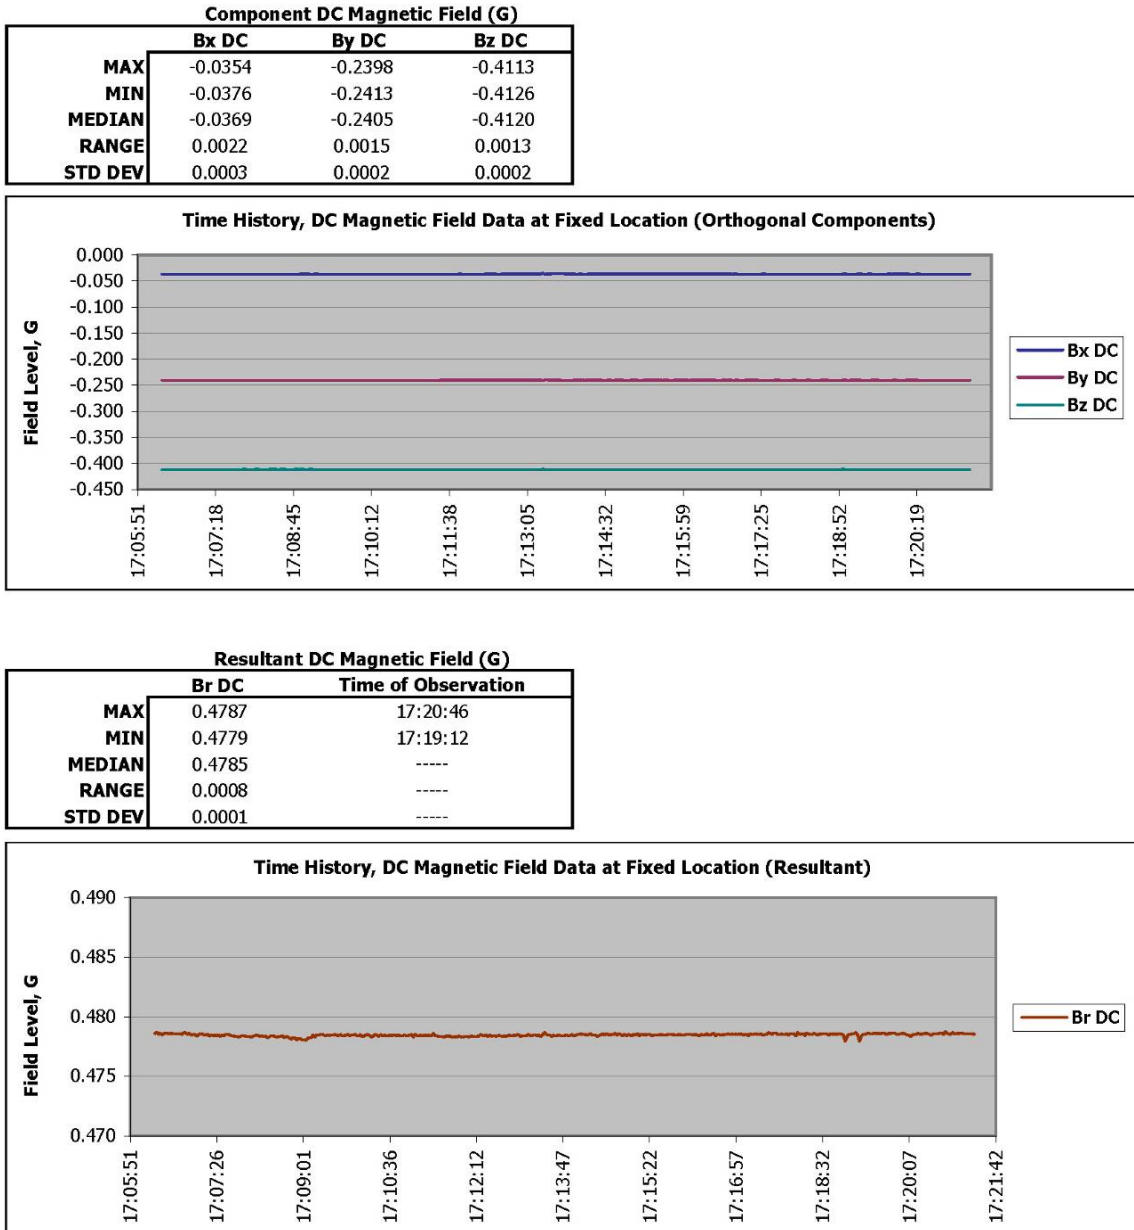 Component DC Magnetic Field (G)
Bx DC By DC Bz DC
MAX -0.0354 -0.2398 -0.4113
MIN -0.0376 -0.2413 -0.4126
MEDIAN -0.0369 -0.2405 -0.4120
RANGE 0.0022 0.0015 0.0013
STD DEV 0.0003 0.0002 0.0002
Time History, DC Magnetic Field Data at Fixed Location (Orthogonal Components)
Field Level, G
0.000
-0.050
-0.100
-0.150
-0.200
-0.250
-0.300
-0.350
-0.400
-0.450
17:05:51
17:07:18
17:08:45
17:10:12
17:11:38
17:13:05
17:14:32
17:15:59
17:17:25
17:18:52
17:20:19
Bx DC
By DC
Bz DC
Resultant DC Magnetic Field (G)
Br DC Time of Observation
MAX 0.4787 17:20:46
MIN 0.4779 17:19:12
MEDIAN 0.4785 -----
RANGE 0.0008 -----
STD DEV 0.0001 -----
Time History, DC Magnetic Field Data at Fixed Location (Resultant)
Field Level, G
0.490
0.485
0.480
0.475
0.470
17:05:51
17:07:26
17:09:01
17:10:36
17:12:12
17:13:47
17:15:22
17:16:57
17:18:32
17:20:07
17:21:42
Br DC